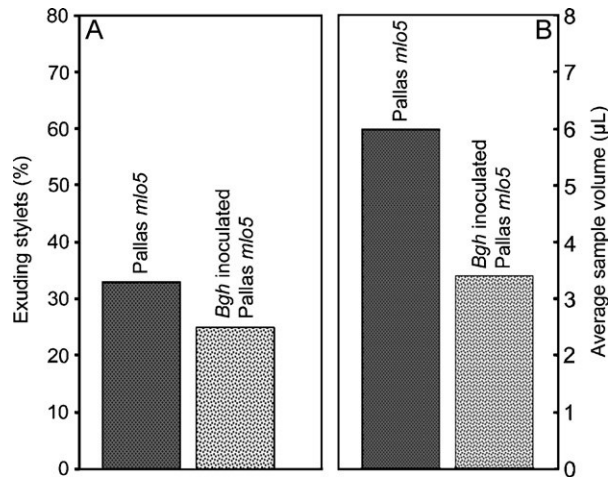 80
70
60
50
40
30
20
10
0
Exuding stylets (%)
A
Pallas mlo5
Bgh inoculated
Pallas mlo5
B
Pallas mlo5
Bgh inoculated
Pallas mlo5
8
7
6
5
4
3
2
1
0
Average sample volume (µL)